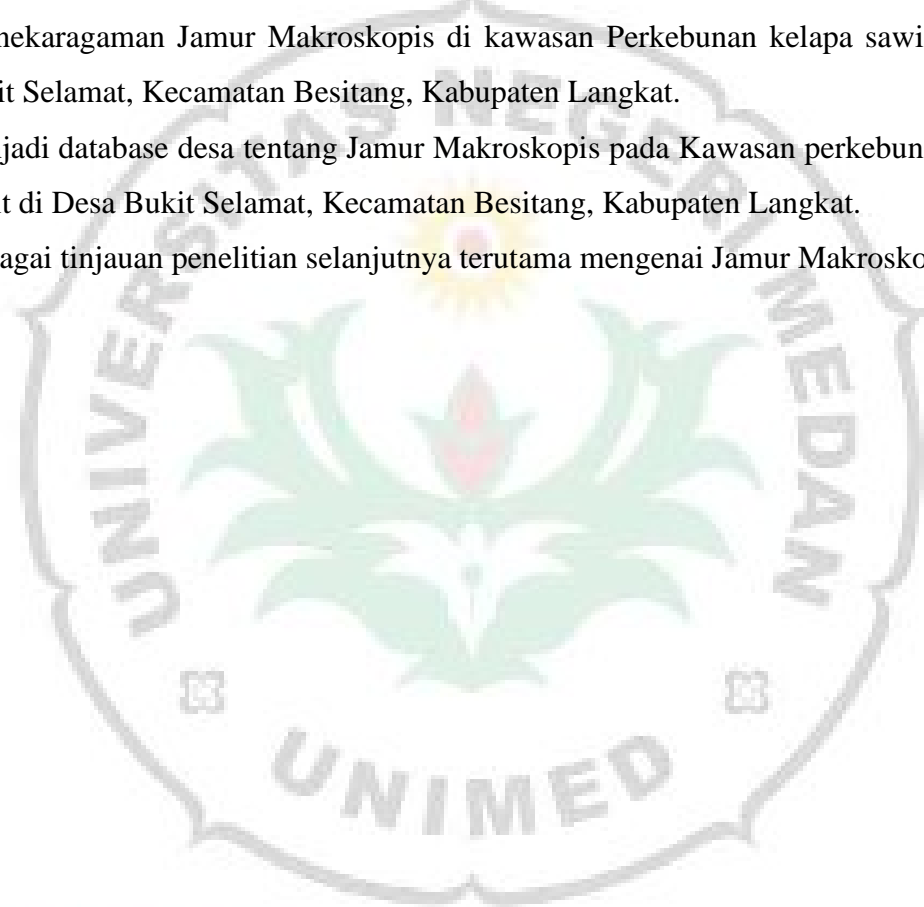 nekaragaman Jamur Makroskopis di kawasan Perkebunan kelapa sawi
it Selamat, Kecamatan Besitang, Kabupaten Langkat.
jadi database desa tentang Jamur Makroskopis pada Kawasan perkebun
t di Desa Bukit Selamat, Kecamatan Besitang, Kabupaten Langkat.
agai tinjauan penelitian selanjutnya terutama mengenai Jamur Makrosko
UNIVERSITAS NEGERI MEDAN
UNIMED